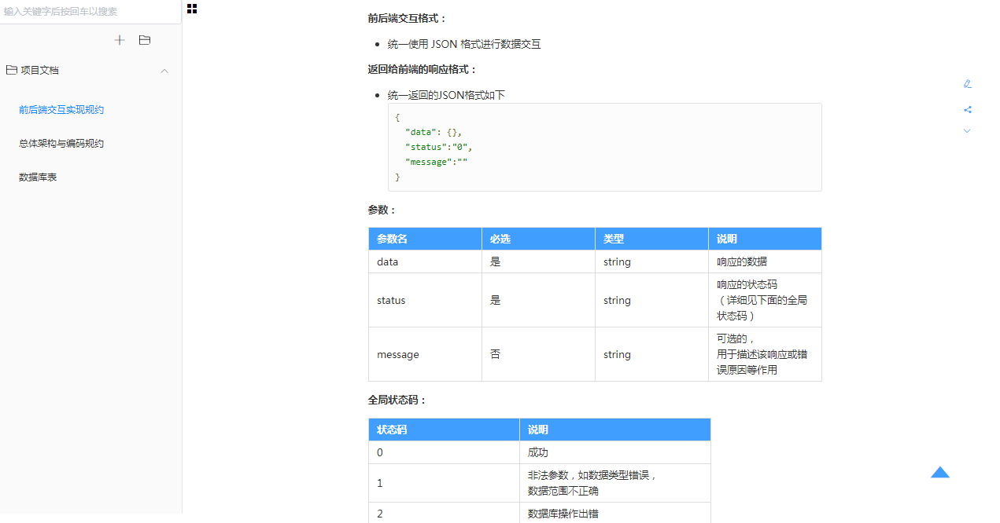 输入关键字后按回车以搜索
项目文档
前后端交互实现规约
总体架构与编码规约
数据库表
前后端交互格式：
统一使用 JSON 格式进行数据交互
返回给前端的响应格式：
统一返回的JSON格式如下
{
"data": {},
"status":"0",
"message":""
}
参数：
参数名 必选 类型 说明
data 是 string 响应的数据
status 是 string 响应的状态码
（详细见下面的全局
状态码）
message 否 string 可选的，
用于描述该响应或错
误原因等作用
全局状态码：
状态码 说明
0 成功
1 非法参数，如数据类型错误，
数据范围不正确
2 数据库操作出错